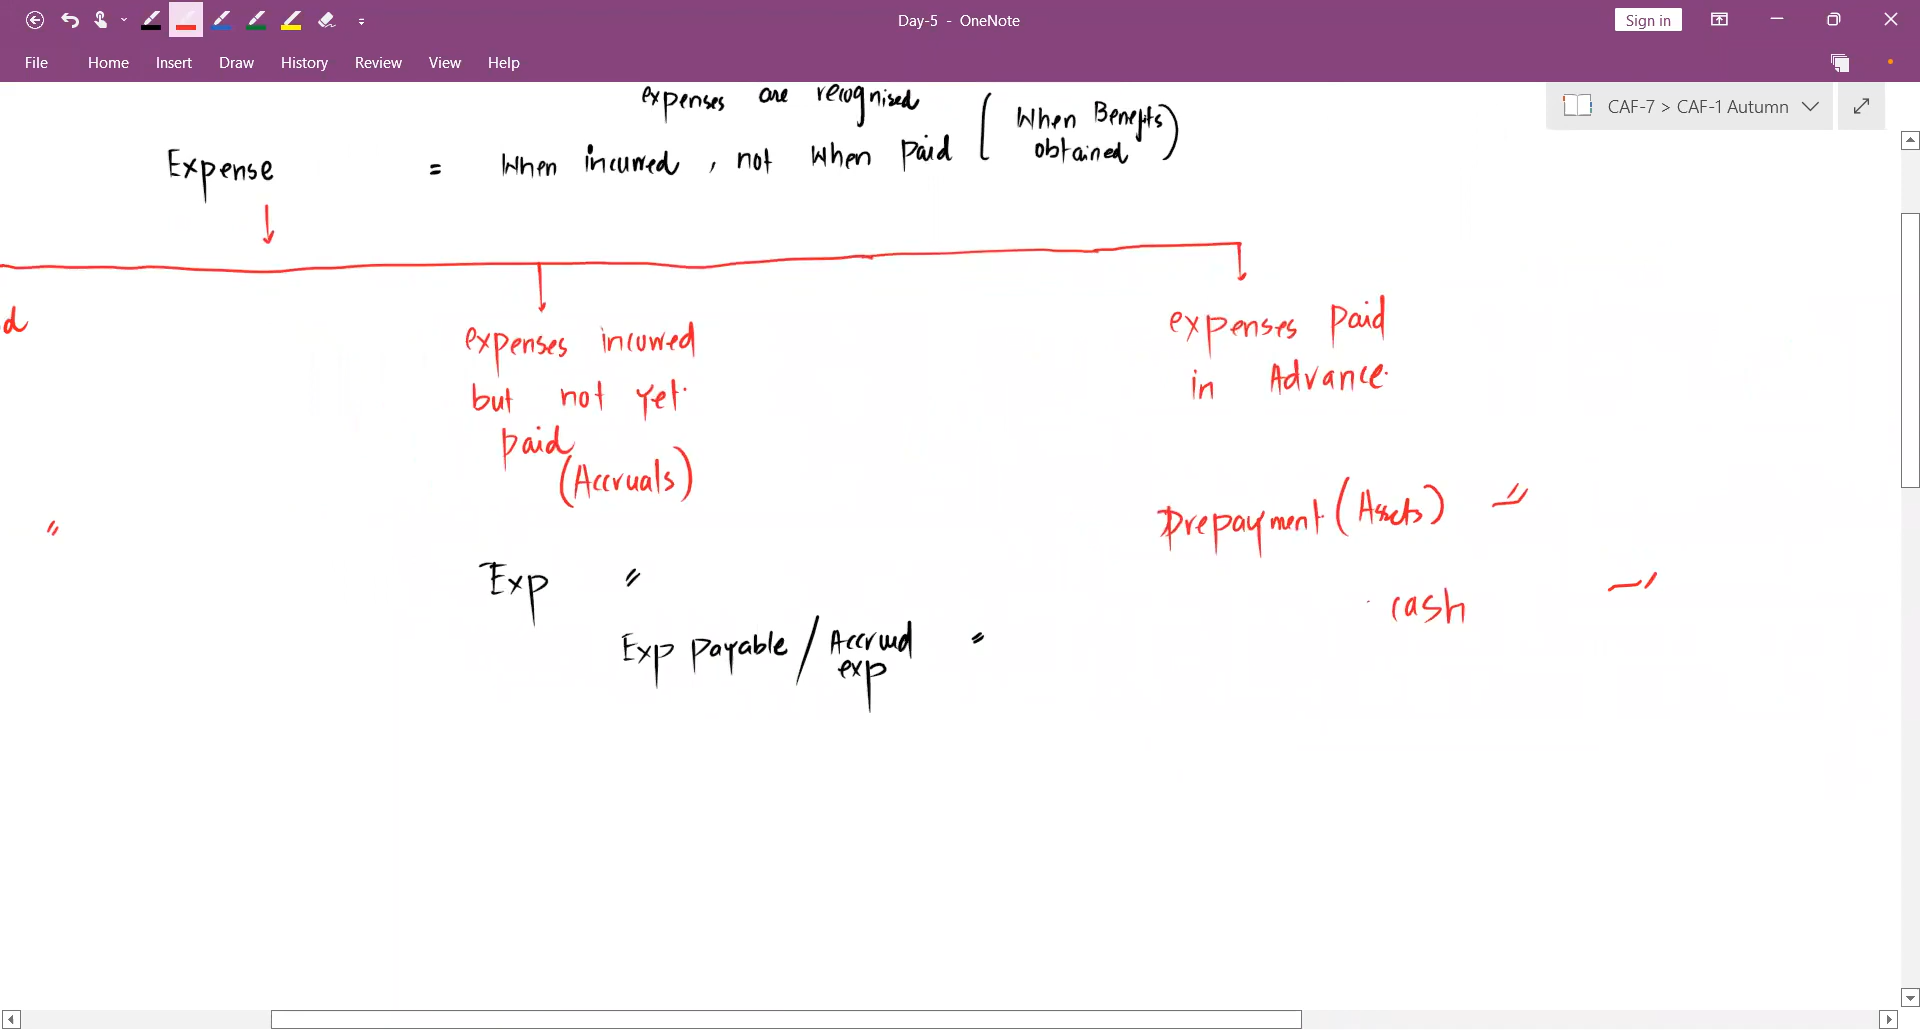 Day-5 - OneNote
Sign in
File Home Insert Draw History Review View Help
CAF-7 > CAF-1 Autumn
expenses are recognised
Expense = When incurred, not when paid (When Benefits obtained)
d
expenses incurred
but not yet
paid
(Accruals)
expenses paid
in Advance.
"
Prepayment (Assets) "
cash
Exp "
Exp payable / Accrued exp "